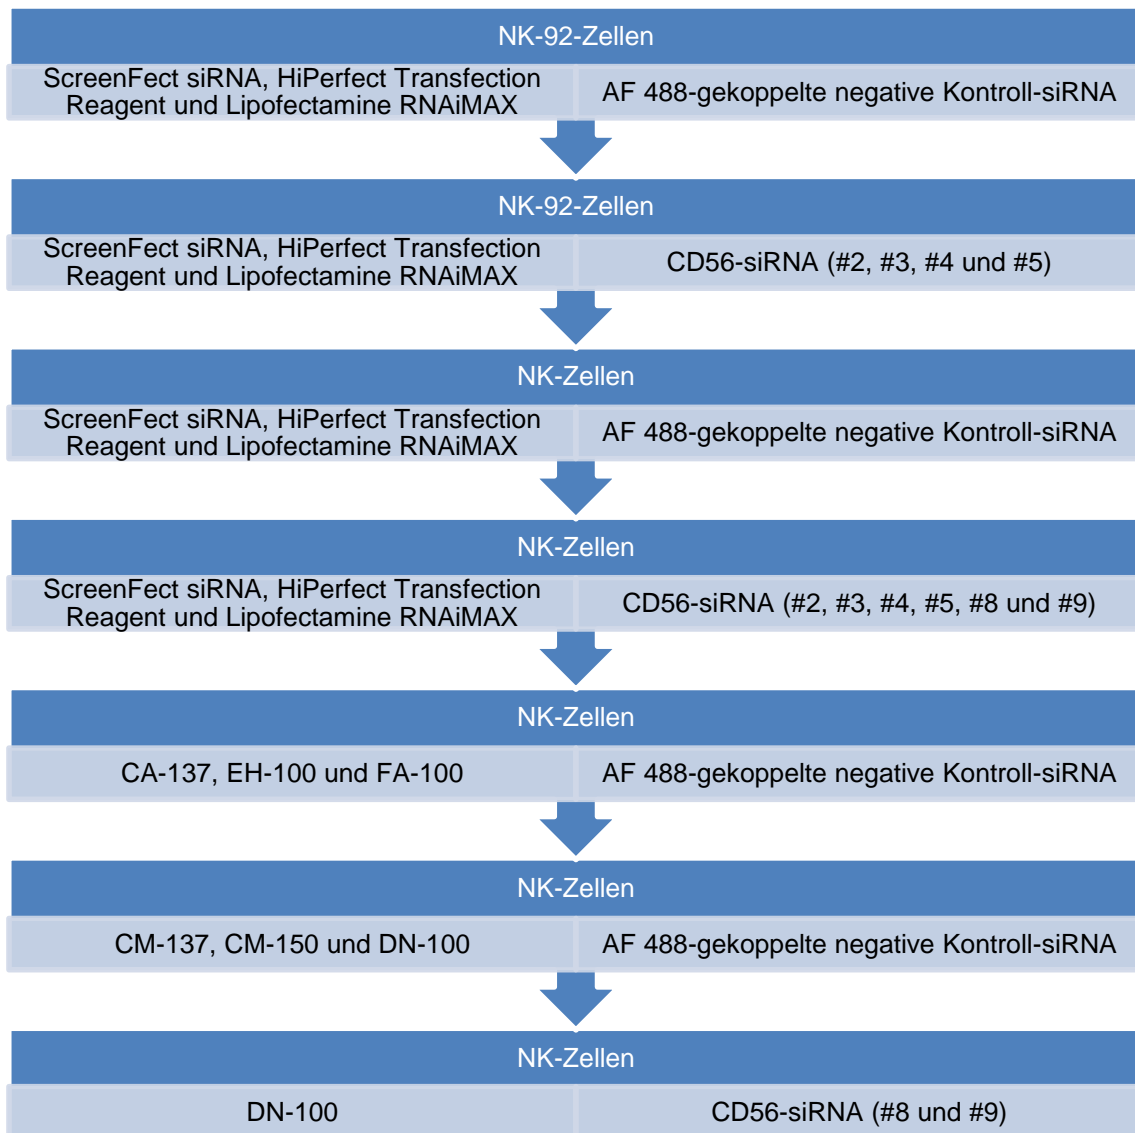 NK-92-Zellen
ScreenFect siRNA, HiPerfect Transfection
Reagent und Lipofectamine RNAiMAX
AF 488-gekoppelte negative Kontroll-siRNA
NK-92-Zellen
ScreenFect siRNA, HiPerfect Transfection
Reagent und Lipofectamine RNAiMAX
CD56-siRNA (#2, #3, #4 und #5)
NK-Zellen
ScreenFect siRNA, HiPerfect Transfection
Reagent und Lipofectamine RNAiMAX
AF 488-gekoppelte negative Kontroll-siRNA
NK-Zellen
ScreenFect siRNA, HiPerfect Transfection
Reagent und Lipofectamine RNAiMAX
CD56-siRNA (#2, #3, #4, #5, #8 und #9)
NK-Zellen
CA-137, EH-100 und FA-100
AF 488-gekoppelte negative Kontroll-siRNA
NK-Zellen
CM-137, CM-150 und DN-100
AF 488-gekoppelte negative Kontroll-siRNA
NK-Zellen
DN-100
CD56-siRNA (#8 und #9)